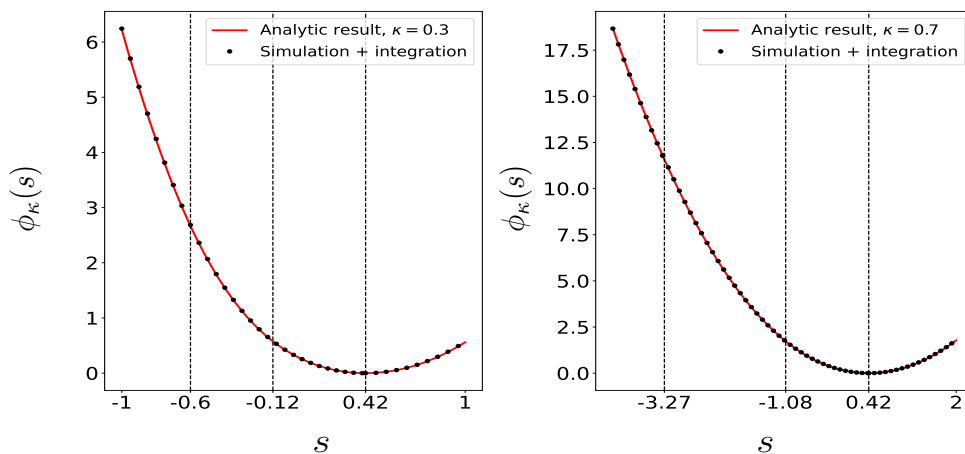 Analytic result, κ = 0.3
Simulation + integration
6
5
4
3
2
1
0
ϕκ(s)
-1 -0.6 -0.12 0.42 1
s
Analytic result, κ = 0.7
Simulation + integration
17.5
15.0
12.5
10.0
7.5
5.0
2.5
0.0
ϕκ(s)
-3.27 -1.08 0.42 2
s